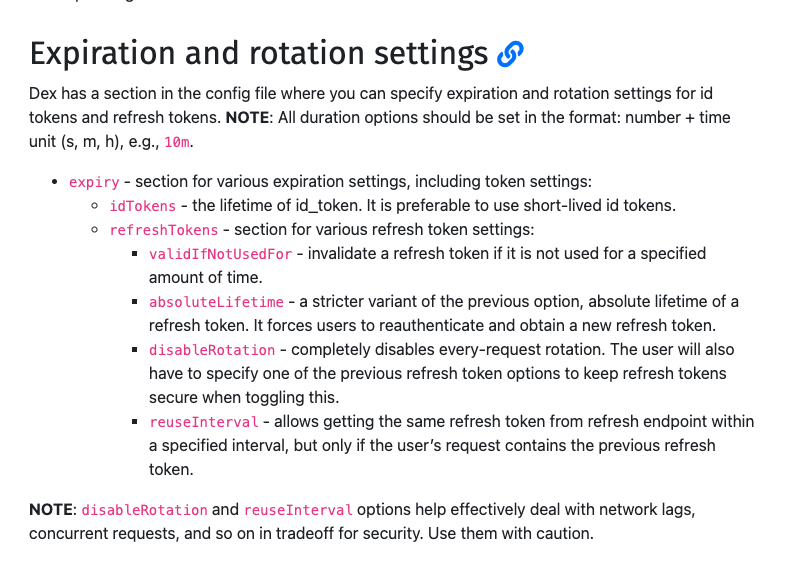 Expiration and rotation settings
Dex has a section in the config file where you can specify expiration and rotation settings for id
tokens and refresh tokens. NOTE: All duration options should be set in the format: number + time
unit (s, m, h), e.g., 10m.
• expiry - section for various expiration settings, including token settings:
◦ idTokens - the lifetime of id_token. It is preferable to use short-lived id tokens.
◦ refreshTokens - section for various refresh token settings:
▪ validIfNotUsedFor - invalidate a refresh token if it is not used for a specified
amount of time.
▪ absoluteLifetime - a stricter variant of the previous option, absolute lifetime of a
refresh token. It forces users to reauthenticate and obtain a new refresh token.
▪ disableRotation - completely disables every-request rotation. The user will also
have to specify one of the previous refresh token options to keep refresh tokens
secure when toggling this.
▪ reuseInterval - allows getting the same refresh token from refresh endpoint within
a specified interval, but only if the user’s request contains the previous refresh
token.
NOTE: disableRotation and reuseInterval options help effectively deal with network lags,
concurrent requests, and so on in tradeoff for security. Use them with caution.